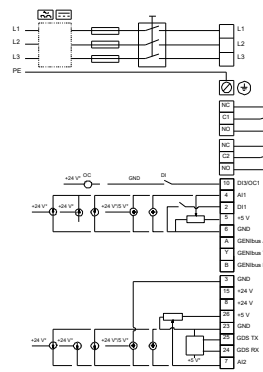 L1 L1
L2 L2
L3 L3
PE
NC
C1
NO
NC
C2
NO
+24 V* OC GND DI 10 DI3/OC1
4 AI1
+24 V* +24 V* +24 V*/5 V* 2 DI1
5 +5 V
6 GND
A GENIbus
Y GENIbus
B GENIbus
3 GND
15 +24 V
8 +24 V
+5 V* 26 +5 V
23 GND
+24 V* +24 V* +24 V*/5 V* 25 GDS TX
24 GDS RX
+5 V* 7 AI2